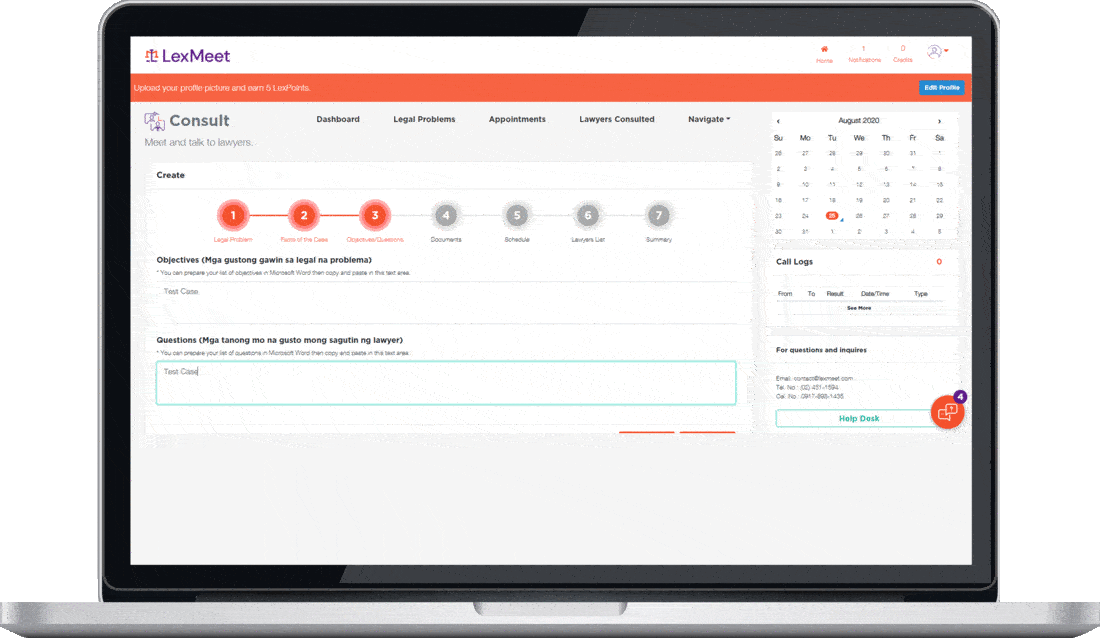 LexMeet
Home
1
Notifications
0
Credits
Upload your profile picture and earn 5 LexPoints.
Edit Profile
Consult
Meet and talk to lawyers.
Dashboard
Legal Problems
Appointments
Lawyers Consulted
Navigate
Create
1 2 3 4 5 6 7
Legal Problem
Facts of the Case
Objectives/Questions
Documents
Schedule
Lawyers List
Summary
Objectives (Mga gustong gawin sa legal na problema)
* You can prepare your list of objectives in Microsoft Word then copy and paste in this text area.
Test Case
Questions (Mga tanong mo na gusto mong sagutin ng lawyer)
* You can prepare your list of questions in Microsoft Word then copy and paste in this text area.
Test Case
‹ August 2020 ›
Su Mo Tu We Th Fr Sa
26 27 28 29 30 31 1
2 3 4 5 6 7 8
9 10 11 12 13 14 15
16 17 18 19 20 21 22
23 24 25 26 27 28 29
30 31 1 2 3 4 5
Call Logs
0
From To Result Date/Time Type
See More
For questions and inquires
Email: contact@lexmeet.com
Tel. No.: (02)
Cel. No.:
Help Desk
4